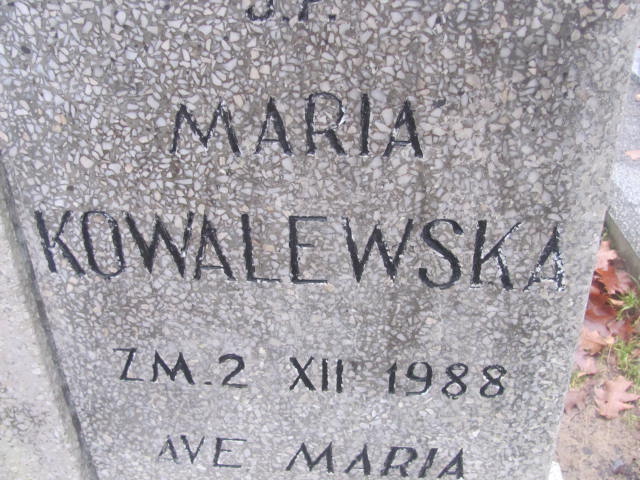 Ś.P.
MARIA
KOWALEWSKA
ZM. 2 XII 1988
AVE MARIA